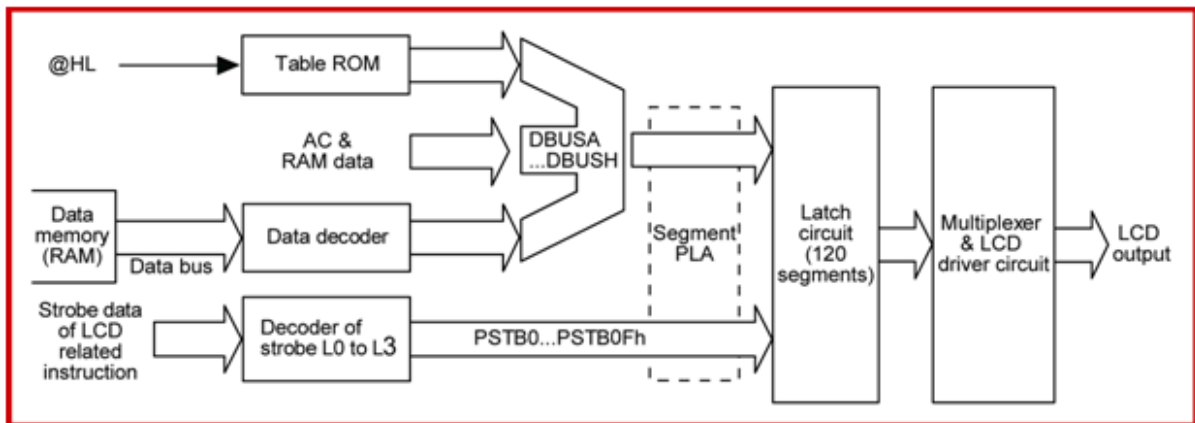 @HL
Table ROM
AC &
RAM data
DBUSA
...DBUSH
Data
memory
(RAM)
Data bus
Data decoder
Segment
PLA
Latch
circuit
(120
segments)
Multiplexer
& LCD
driver circuit
LCD
output
Strobe data
of LCD
related
instruction
Decoder of
strobe L0 to L3
PSTB0...PSTB0Fh